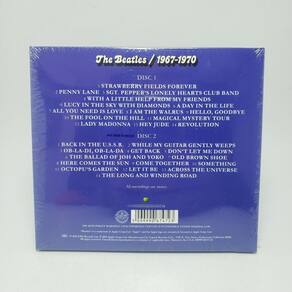 The Beatles / 1967-1970
DISC 1
STRAWBERRY FIELDS FOREVER
PENNY LANE SGT. PEPPER'S LONELY HEARTS CLUB BAND
WITH A LITTLE HELP FROM MY FRIENDS
LUCY IN THE SKY WITH DIAMONDS A DAY IN THE LIFE
ALL YOU NEED IS LOVE I AM THE WALRUS HELLO, GOODBYE
THE FOOL ON THE HILL MAGICAL MYSTERY TOUR
LADY MADONNA HEY JUDE REVOLUTION
DISC 2
BACK IN THE U.S.S.R. WHILE MY GUITAR GENTLY WEEPS
OB-LA-DI, OB-LA-DA GET BACK DON'T LET ME DOWN
THE BALLAD OF JOHN AND YOKO OLD BROWN SHOE
HERE COMES THE SUN COME TOGETHER SOMETHING
OCTOPUS'S GARDEN LET IT BE ACROSS THE UNIVERSE
THE LONG AND WINDING ROAD
All recordings are stereo